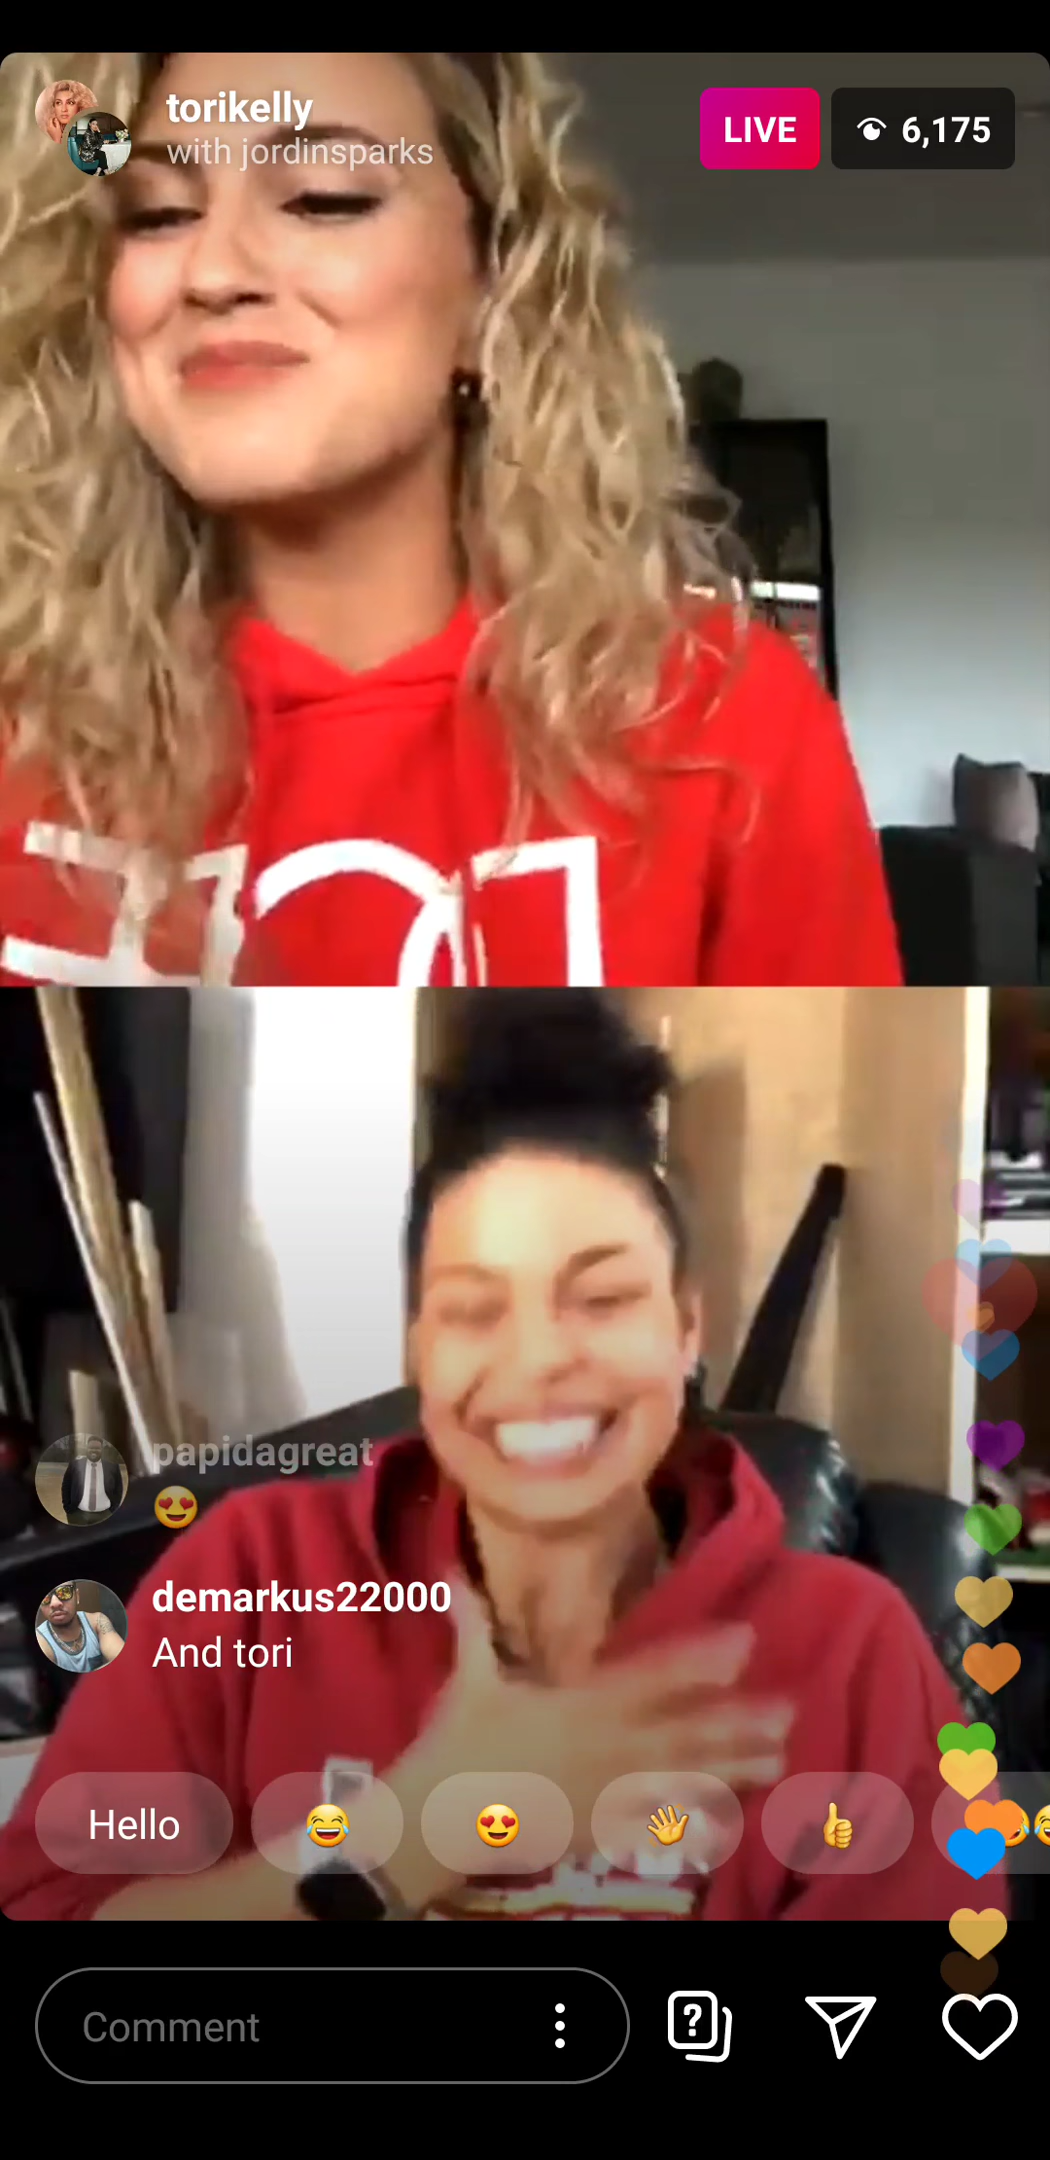 torikelly
with jordinsparks
LIVE
6,175
papidagreat
😍
demarkus22000
And tori
Hello
😂
😍
👋
👍
Comment